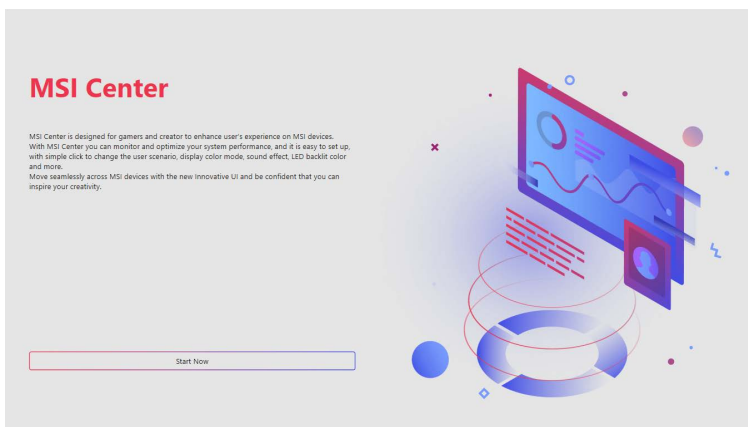 MSI Center
MSI Center is designed for gamers and creator to enhance user's experience on MSI devices.
With MSI Center you can monitor and optimize your system performance, and it is easy to set up,
with simple click to change the user scenario, display color mode, sound effect, LED backlit color
and more.
Move seamlessly across MSI devices with the new Innovative UI and be confident that you can
inspire your creativity.
Start Now